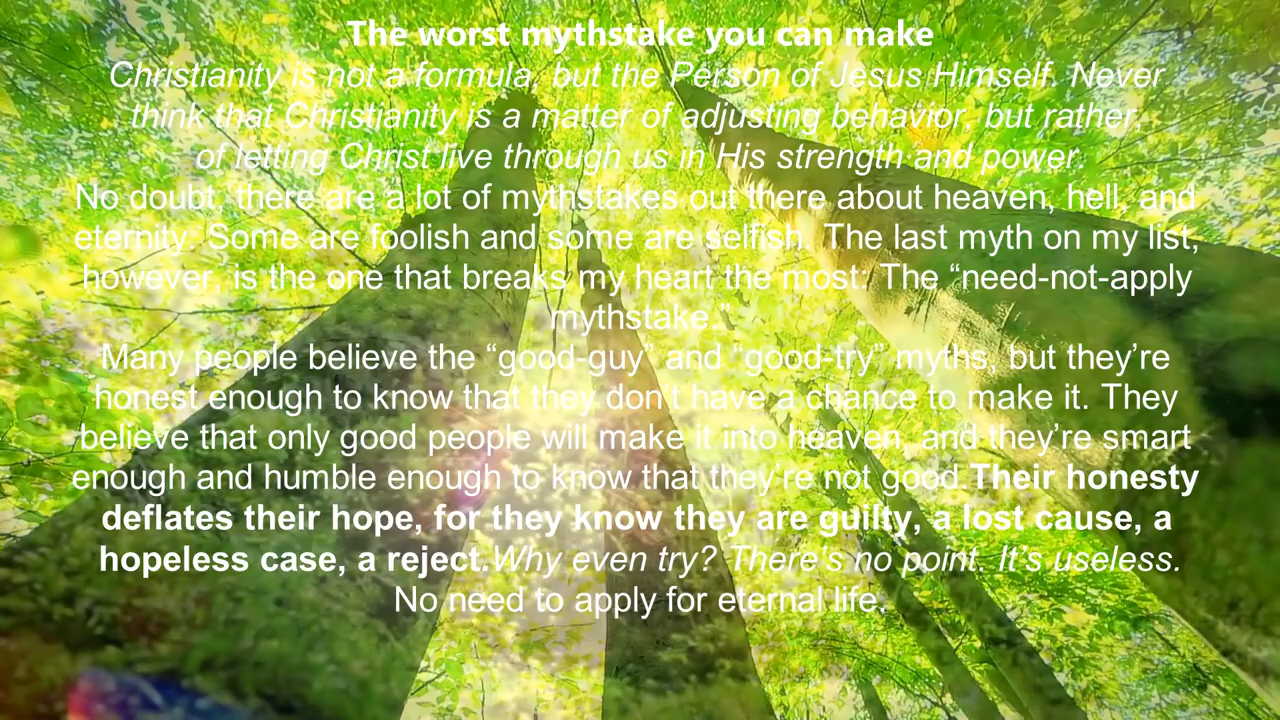 The worst mythstake you can make
Christianity is not a formula, but the Person of Jesus Himself. Never
think that Christianity is a matter of adjusting behavior, but rather,
of letting Christ live through us in His strength and power.
No doubt, there are a lot of mythstakes out there about heaven, hell, and
eternity. Some are foolish and some are selfish. The last myth on my list,
however, is the one that breaks my heart the most: The “need-not-apply
mythstake.”
Many people believe the “good-guy” and “good-try” myths, but they’re
honest enough to know that they don’t have a chance to make it. They
believe that only good people will make it into heaven, and they’re smart
enough and humble enough to know that they’re not good.Their honesty
deflates their hope, for they know they are guilty, a lost cause, a
hopeless case, a reject.Why even try? There’s no point. It’s useless.
No need to apply for eternal life.